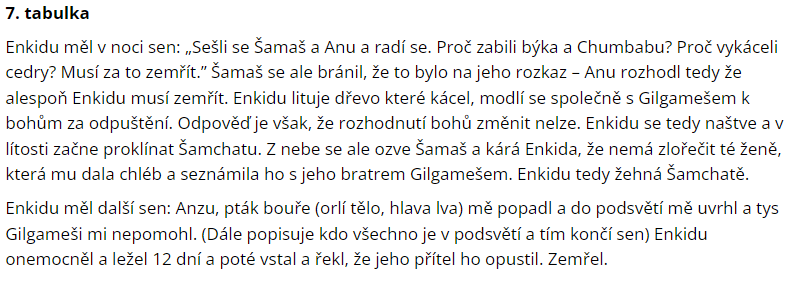 7. tabulka
Enkidu měl v noci sen: „Sešli se Šamaš a Anu a radí se. Proč zabili býka a Chumbabu? Proč vykáceli
cedry? Musí za to zemřít.” Šamaš se ale bránil, že to bylo na jeho rozkaz – Anu rozhodl tedy že
alespoň Enkidu musí zemřít. Enkidu lituje dřevo které kácel, modlí se společně s Gilgamešem k
bohům za odpuštění. Odpověď je však, že rozhodnutí bohů změnit nelze. Enkidu se tedy naštve a v
lítosti začne proklínat Šamchatu. Z nebe se ale ozve Šamaš a kárá Enkida, že nemá zlořečit té ženě,
která mu dala chléb a seznámila ho s jeho bratrem Gilgamešem. Enkidu tedy žehná Šamchatě.
Enkidu měl další sen: Anzu, pták bouře (orlí tělo, hlava lva) mě popadl a do podsvětí mě uvrhl a tys
Gilgameši mi nepomohl. (Dále popisuje kdo všechno je v podsvětí a tím končí sen) Enkidu
onemocněl a ležel 12 dní a poté vstal a řekl, že jeho přítel ho opustil. Zemřel.